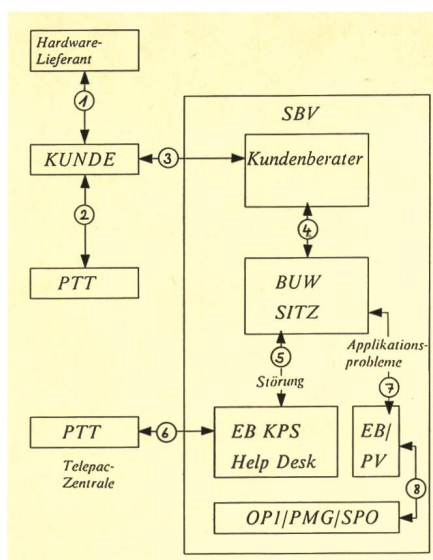 Hardware-
Lieferant
1
SBV
KUNDE
3
Kundenberater
2
4
PTT
BUW
SITZ
Applikations-
probleme
5
Störung
7
PTT
6
EB KPS
Help Desk
EB/
PV
Telepac-
Zentrale
8
OP1/PMG/SPO